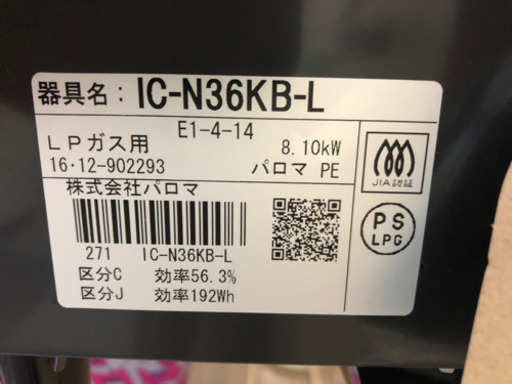 器具名：IC-N36KB-L
E1-4-14
LPガス用 8.10kW
16・12-902293 パロマ PE
株式会社パロマ
271 IC-N36KB-L
区分C 効率56.3%
区分J 効率192Wh
JIA認証
PS
LPG